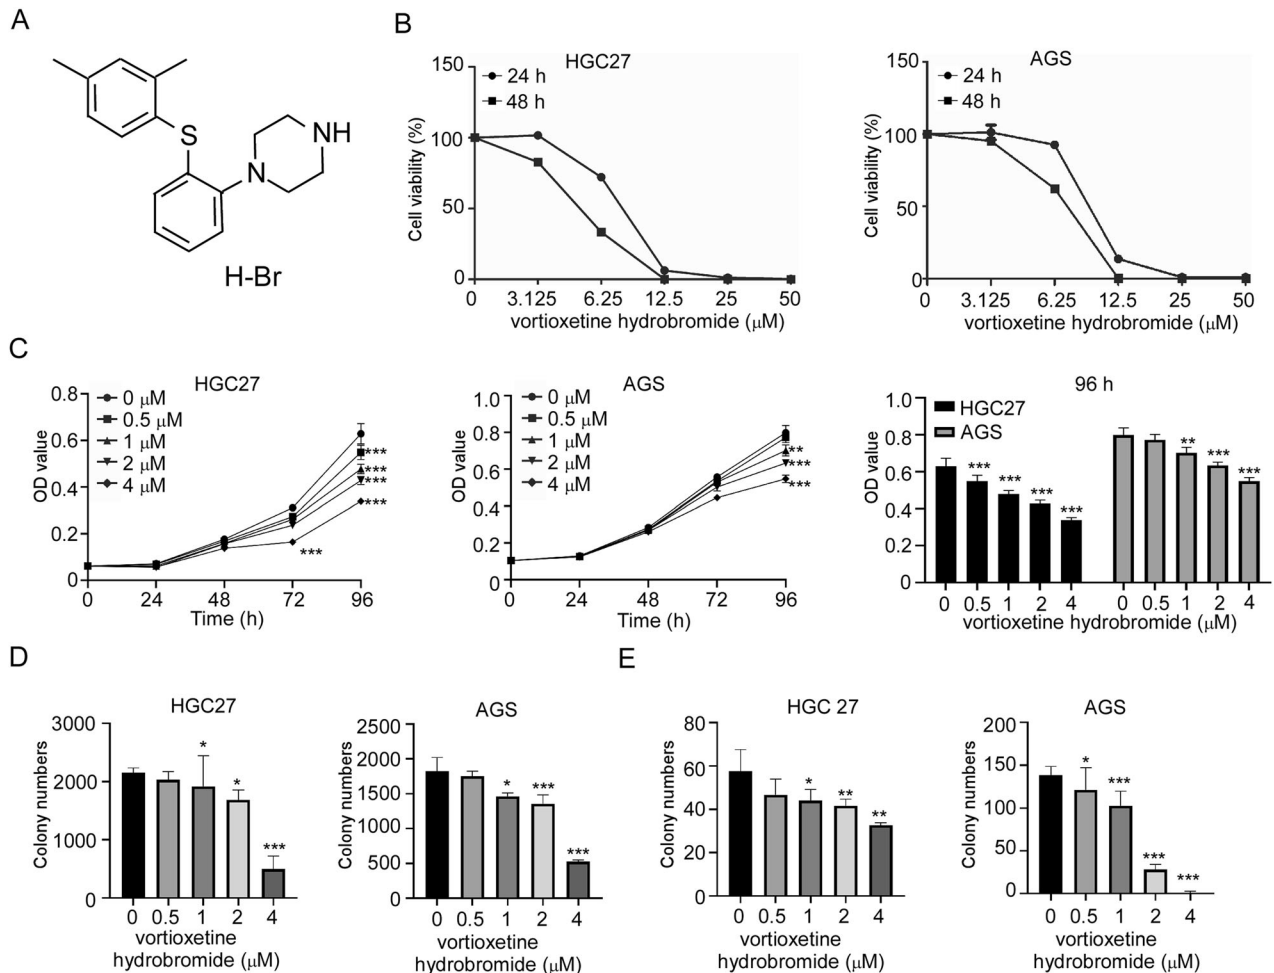 A
S
N
NH
H-Br
B
HGC27
24 h
48 h
Cell viability (%)
150
100
50
0
0 3.125 6.25 12.5 25 50
vortioxetine hydrobromide (μM)
AGS
24 h
48 h
Cell viability (%)
150
100
50
0
0 3.125 6.25 12.5 25 50
vortioxetine hydrobromide (μM)
C
HGC27
0 μM
0.5 μM
1 μM
2 μM
4 μM
OD value
0.8
0.6
0.4
0.2
0
***
***
***
***
***
0 24 48 72 96
Time (h)
AGS
0 μM
0.5 μM
1 μM
2 μM
4 μM
OD value
1.0
0.8
0.6
0.4
0.2
0
**
***
***
0 24 48 72 96
Time (h)
96 h
HGC27
AGS
OD value
1.0
0.8
0.6
0.4
0.2
0
*** *** *** *** ** *** ***
0 0.5 1 2 4 0 0.5 1 2 4
vortioxetine hydrobromide (μM)
D
HGC27
Colony numbers
3000
2000
1000
0
* * ***
0 0.5 1 2 4
vortioxetine
hydrobromide (μM)
AGS
Colony numbers
2500
2000
1500
1000
500
0
* *** ***
0 0.5 1 2 4
vortioxetine
hydrobromide (μM)
E
HGC 27
Colony numbers
80
60
40
20
0
* ** **
0 0.5 1 2 4
vortioxetine
hydrobromide (μM)
AGS
Colony numbers
200
150
100
50
0
* *** *** ***
0 0.5 1 2 4
vortioxetine
hydrobromide (μM)